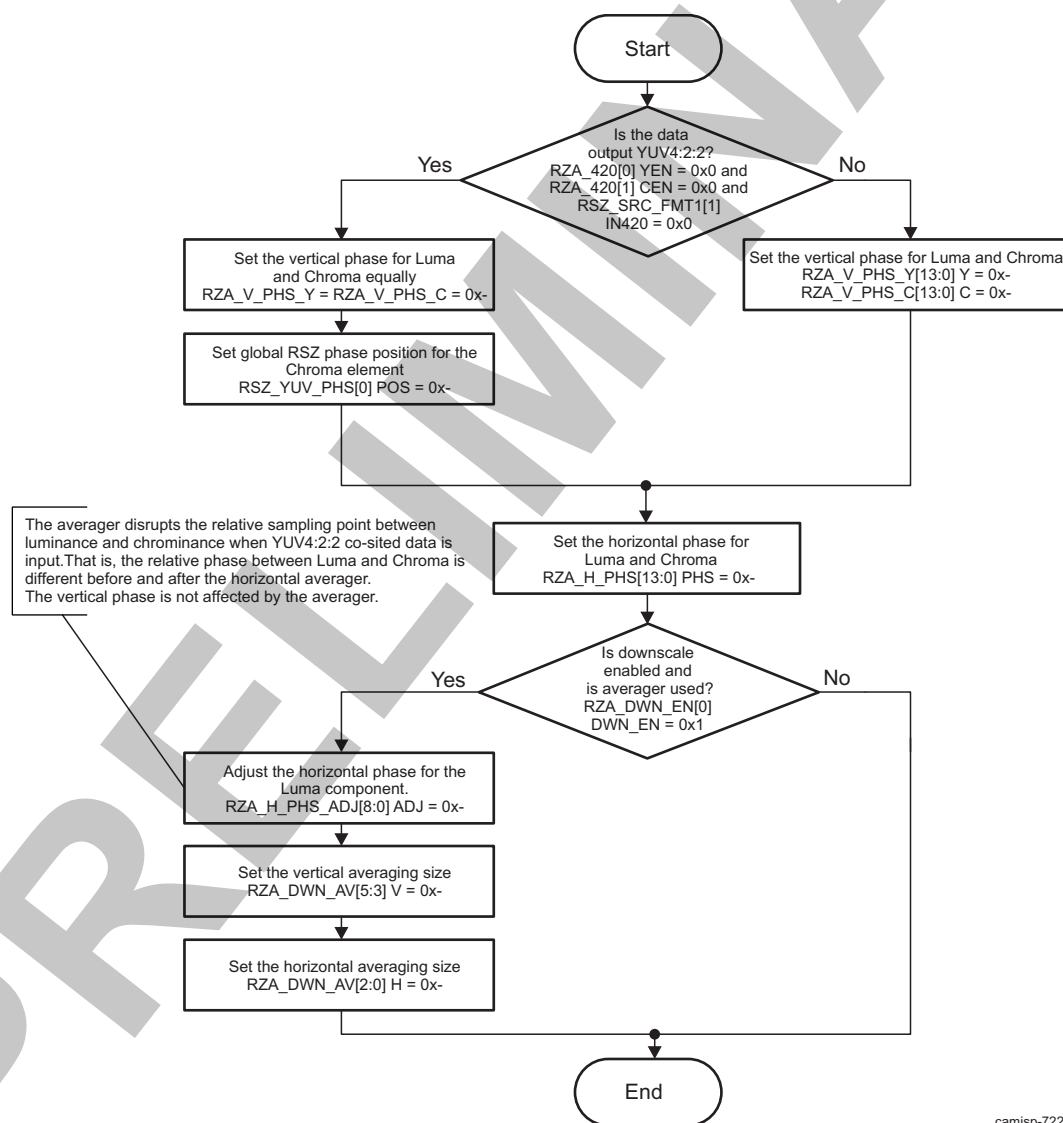 Start
Is the data
output YUV4:2:2?
RZA_420[0] YEN = 0x0 and
RZA_420[1] CEN = 0x0 and
RSZ_SRC_FMT1[1]
IN420 = 0x0
Yes
No
Set the vertical phase for Luma
and Chroma equally
RZA_V_PHS_Y = RZA_V_PHS_C = 0x-
Set the vertical phase for Luma and Chroma
RZA_V_PHS_Y[13:0] Y = 0x-
RZA_V_PHS_C[13:0] C = 0x-
Set global RSZ phase position for the
Chroma element
RSZ_YUV_PHS[0] POS = 0x-
The averager disrupts the relative sampling point between
luminance and chrominance when YUV4:2:2 co-sited data is
input.That is, the relative phase between Luma and Chroma is
different before and after the horizontal averager.
The vertical phase is not affected by the averager.
Set the horizontal phase for
Luma and Chroma
RZA_H_PHS[13:0] PHS = 0x-
Is downscale
enabled and
is averager used?
RZA_DWN_EN[0]
DWN_EN = 0x1
Yes
No
Adjust the horizontal phase for the
Luma component.
RZA_H_PHS_ADJ[8:0] ADJ = 0x-
Set the vertical averaging size
RZA_DWN_AV[5:3] V = 0x-
Set the horizontal averaging size
RZA_DWN_AV[2:0] H = 0x-
End
camisp-722
PRELIMINA